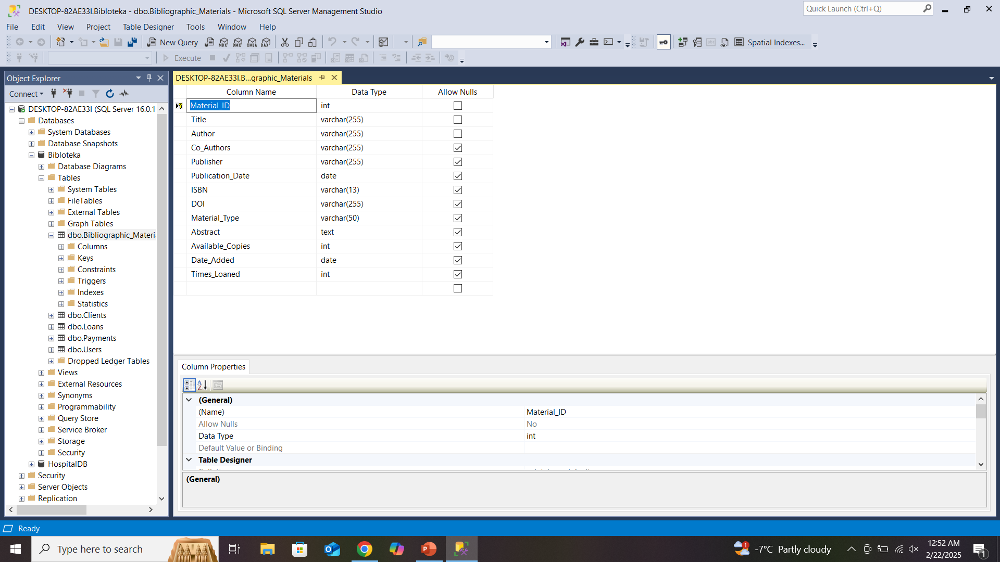 DESKTOP-82AE33I.Bibloteka - dbo.Bibliographic_Materials - Microsoft SQL Server Management Studio
Quick Launch (Ctrl+Q)
File Edit View Project Table Designer Tools Window Help
New Query MDX DMX XMLA DAX Spatial Indexes...
Execute
Object Explorer
Connect
DESKTOP-82AE33I (SQL Server 16.0.1
Databases
System Databases
Database Snapshots
Bibloteka
Database Diagrams
Tables
System Tables
FileTables
External Tables
Graph Tables
dbo.Bibliographic_Materi
Columns
Keys
Constraints
Triggers
Indexes
Statistics
dbo.Clients
dbo.Loans
dbo.Payments
dbo.Users
Dropped Ledger Tables
Views
External Resources
Synonyms
Programmability
Query Store
Service Broker
Storage
Security
HospitalDB
Security
Server Objects
Replication
DESKTOP-82AE33I.B...graphic_Materials
Column Name Data Type Allow Nulls
Material_ID int
Title varchar(255)
Author varchar(255)
Co_Authors varchar(255)
Publisher varchar(255)
Publication_Date date
ISBN varchar(13)
DOI varchar(255)
Material_Type varchar(50)
Abstract text
Available_Copies int
Date_Added date
Times_Loaned int
Column Properties
(General)
(Name) Material_ID
Allow Nulls No
Data Type int
Default Value or Binding
Table Designer
(General)
Ready
Type here to search
1 -7°C Partly cloudy
12:52 AM
2/22/2025
1